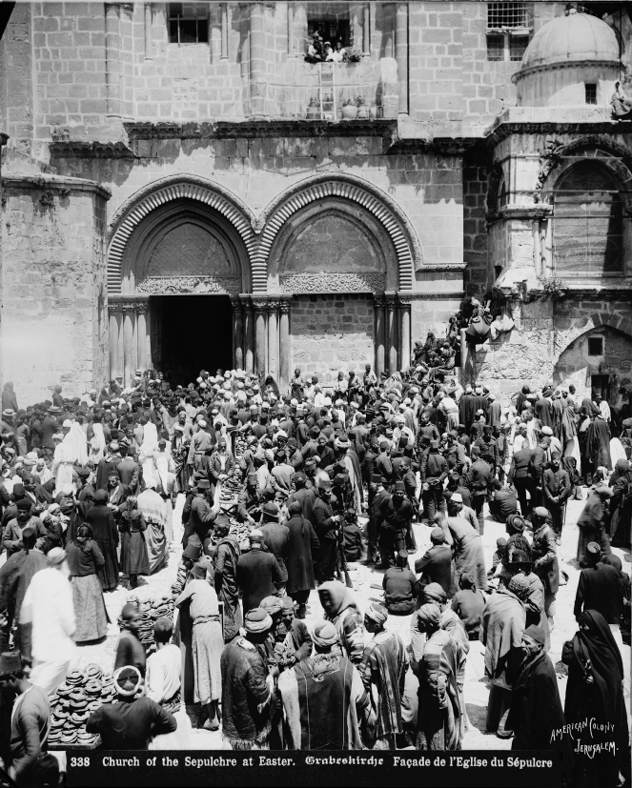 AMERICAN COLONY
JERUSALEM.
338 Church of the Sepulchre at Easter. Grabeskirche Façade de l'Eglise du Sépulcre